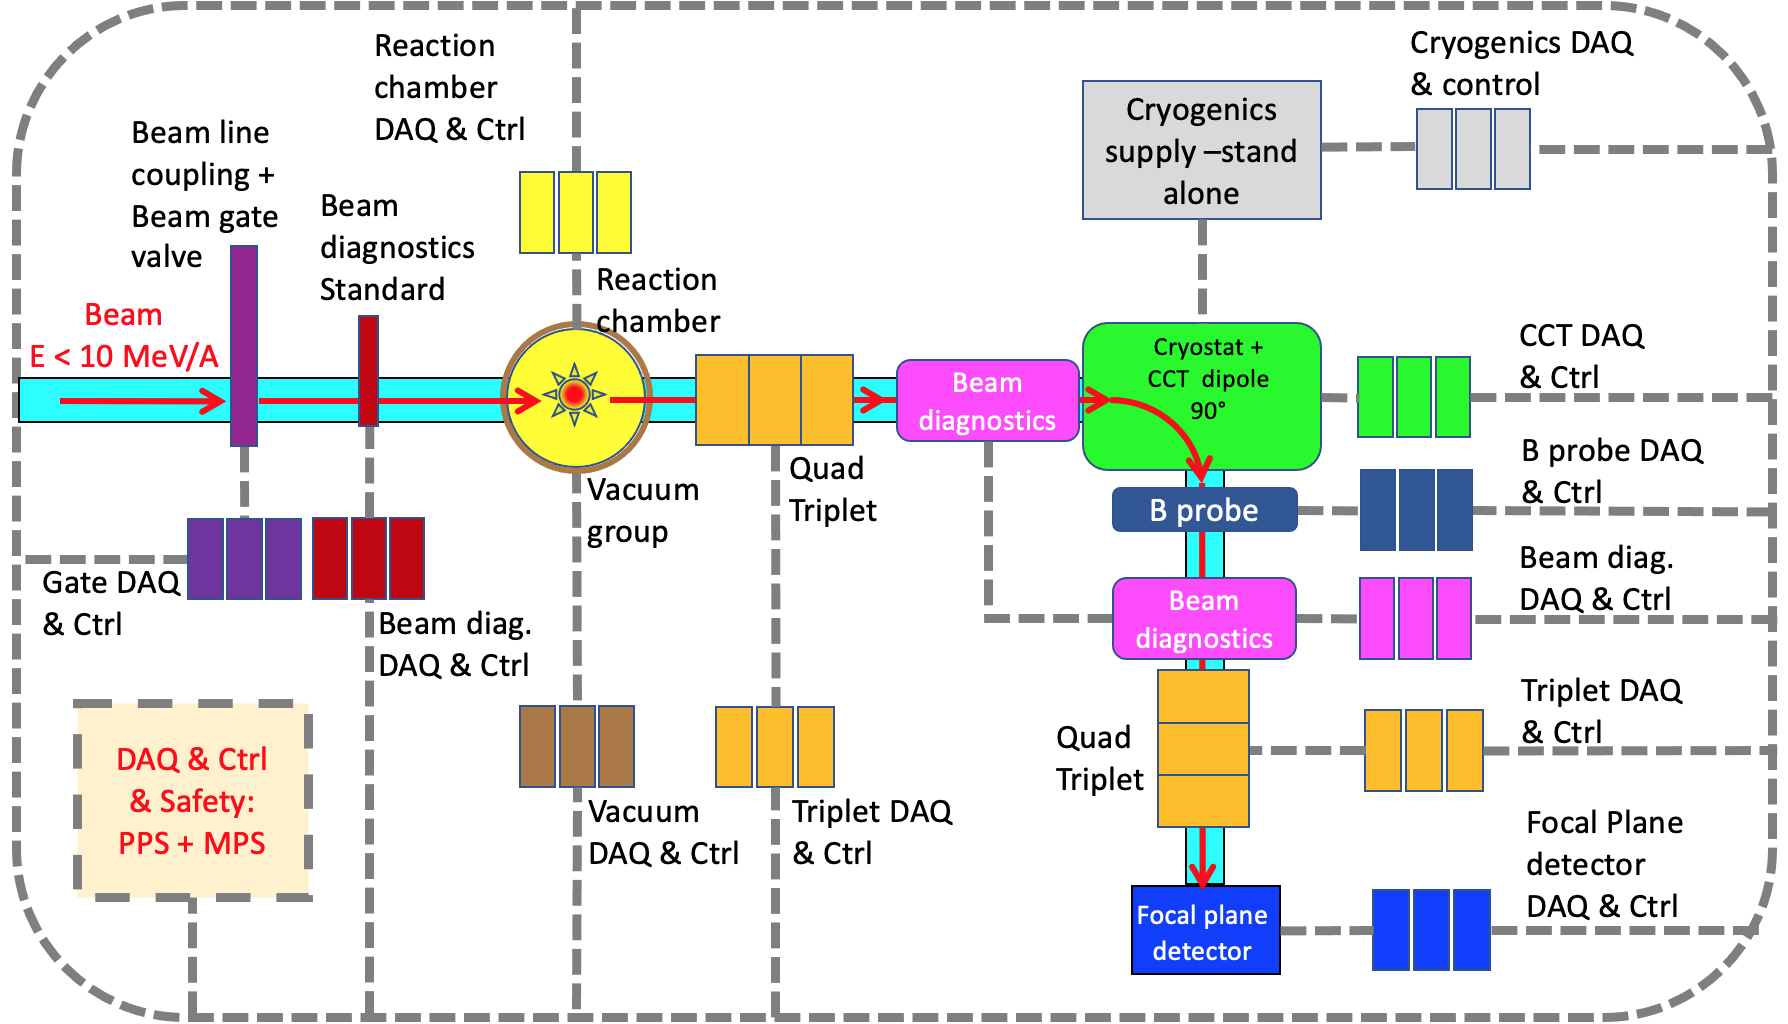 Reaction
chamber
DAQ & Ctrl
Cryogenics DAQ
& control
Cryogenics
supply –stand
alone
Beam line
coupling +
Beam gate
valve
Beam
diagnostics
Standard
Reaction
chamber
Beam
E < 10 MeV/A
Cryostat +
CCT dipole
90°
CCT DAQ
& Ctrl
Beam
diagnostics
Quad
Triplet
Vacuum
group
B probe
B probe DAQ
& Ctrl
Gate DAQ
& Ctrl
Beam diag.
DAQ & Ctrl
Beam
diagnostics
Beam diag.
DAQ & Ctrl
Quad
Triplet
Triplet DAQ
& Ctrl
DAQ & Ctrl
& Safety:
PPS + MPS
Vacuum
DAQ & Ctrl
Triplet DAQ
& Ctrl
Focal plane
detector
Focal Plane
detector
DAQ & Ctrl